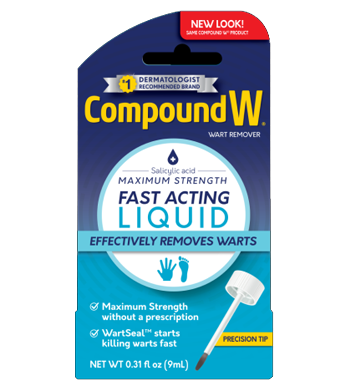 NEW LOOK!
SAME COMPOUND W® PRODUCT
#1 DERMATOLOGIST
RECOMMENDED BRAND
Compound W®
WART REMOVER
Salicylic acid
MAXIMUM STRENGTH
FAST ACTING
LIQUID
EFFECTIVELY REMOVES WARTS
Maximum Strength
without a prescription
WartSeal™ starts
killing warts fast
PRECISION TIP
NET WT 0.31 fl oz (9mL)